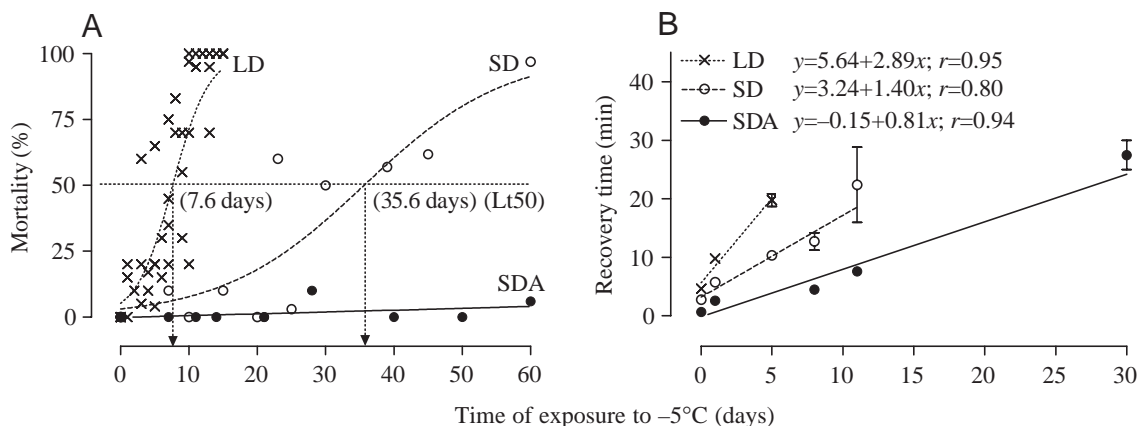 A
100
75
50
25
0
Mortality (%)
LD
SD
(7.6 days)
(35.6 days) (Lt50)
SDA
0 10 20 30 40 50 60
B
40
30
20
10
0
Recovery time (min)
LD y=5.64+2.89x; r=0.95
SD y=3.24+1.40x; r=0.80
SDA y=–0.15+0.81x; r=0.94
0 5 10 15 20 25 30
Time of exposure to –5°C (days)